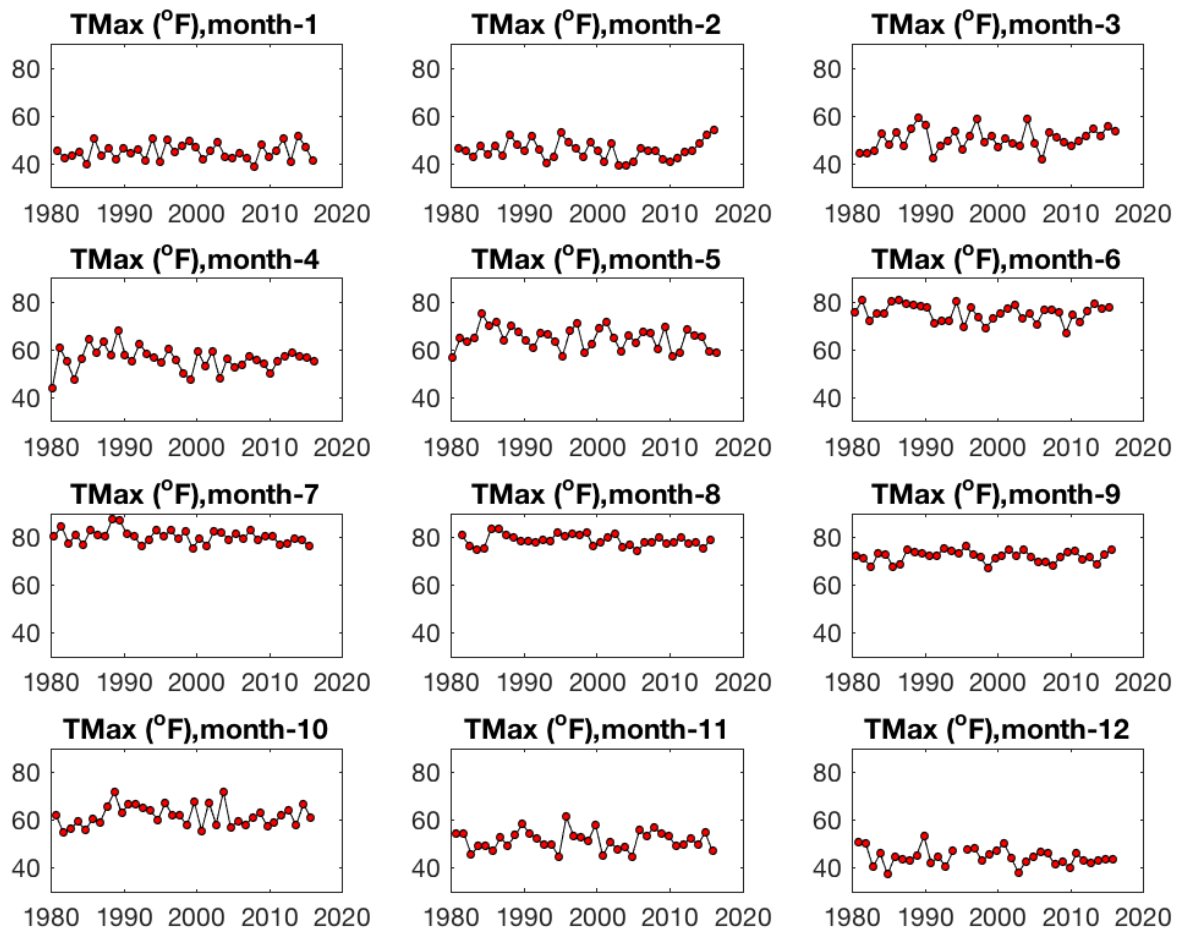 TMax (°F),month-1
80
60
40
1980 1990 2000 2010 2020
TMax (°F),month-2
80
60
40
1980 1990 2000 2010 2020
TMax (°F),month-3
80
60
40
1980 1990 2000 2010 2020
TMax (°F),month-4
80
60
40
1980 1990 2000 2010 2020
TMax (°F),month-5
80
60
40
1980 1990 2000 2010 2020
TMax (°F),month-6
80
60
40
1980 1990 2000 2010 2020
TMax (°F),month-7
80
60
40
1980 1990 2000 2010 2020
TMax (°F),month-8
80
60
40
1980 1990 2000 2010 2020
TMax (°F),month-9
80
60
40
1980 1990 2000 2010 2020
TMax (°F),month-10
80
60
40
1980 1990 2000 2010 2020
TMax (°F),month-11
80
60
40
1980 1990 2000 2010 2020
TMax (°F),month-12
80
60
40
1980 1990 2000 2010 2020